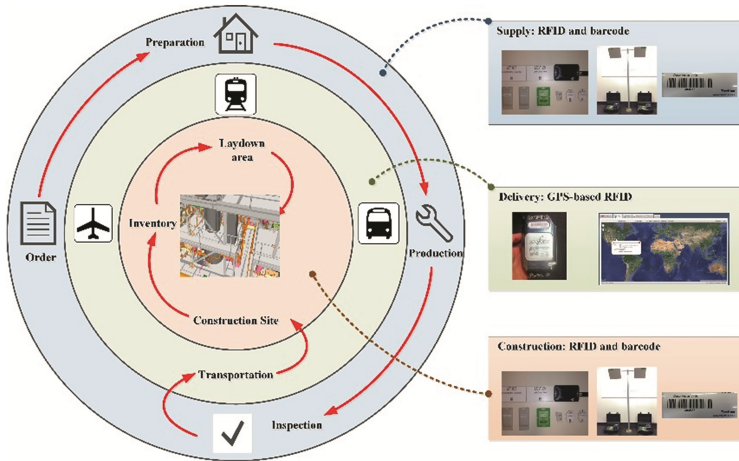 Preparation
Order
Production
Inspection
Transportation
Construction Site
Inventory
Laydown
area
Supply: RFID and barcode
Delivery: GPS-based RFID
Construction: RFID and barcode